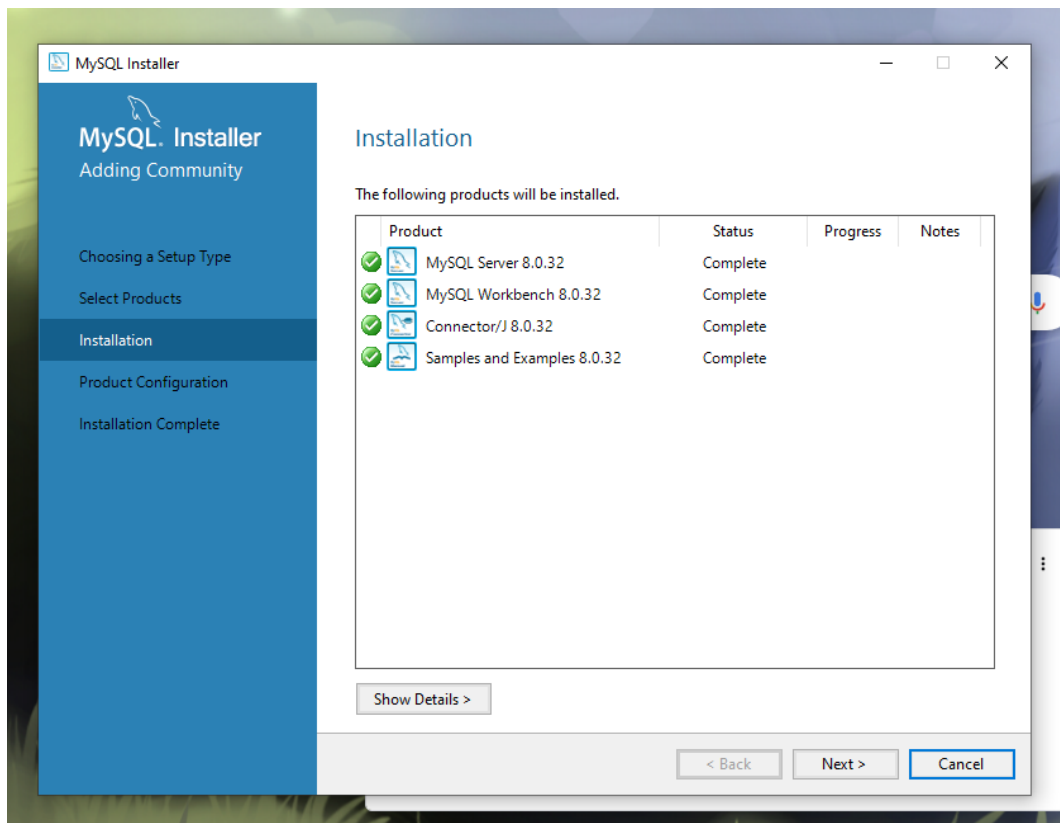 MySQL Installer
MySQL. Installer
Adding Community
Choosing a Setup Type
Select Products
Installation
Product Configuration
Installation Complete
Installation
The following products will be installed.
Product Status Progress Notes
MySQL Server 8.0.32 Complete
MySQL Workbench 8.0.32 Complete
Connector/J 8.0.32 Complete
Samples and Examples 8.0.32 Complete
Show Details >
< Back Next > Cancel